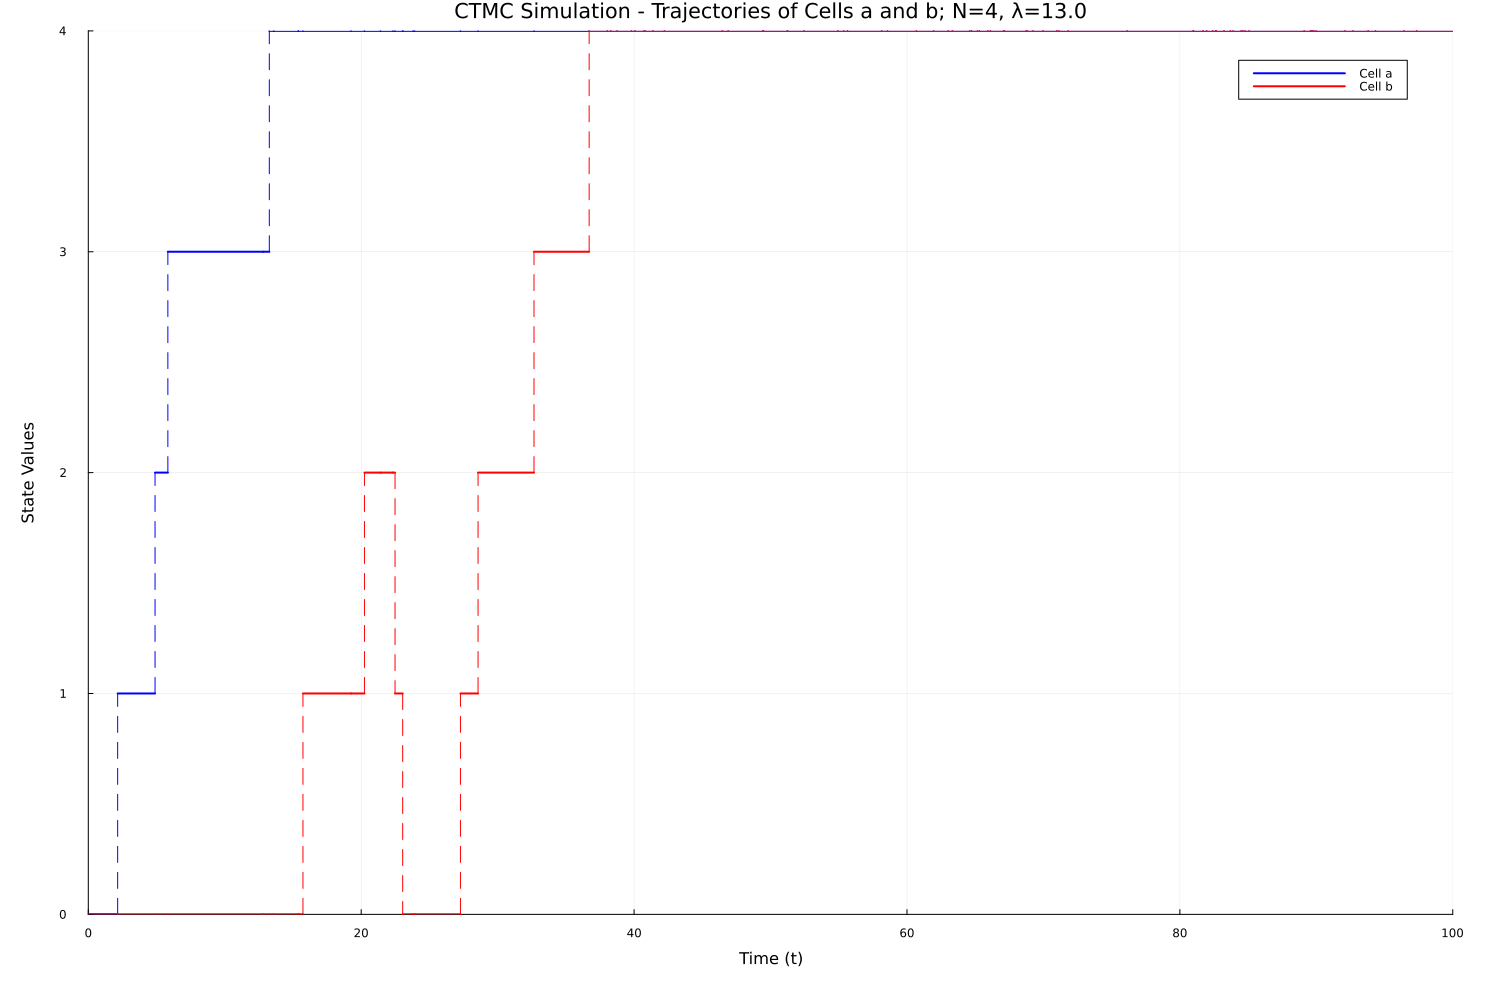 CTMC Simulation - Trajectories of Cells a and b; N=4, λ=13.0
4
Cell a
Cell b
3
State Values
2
1
0
0 20 40 60 80 100
Time (t)